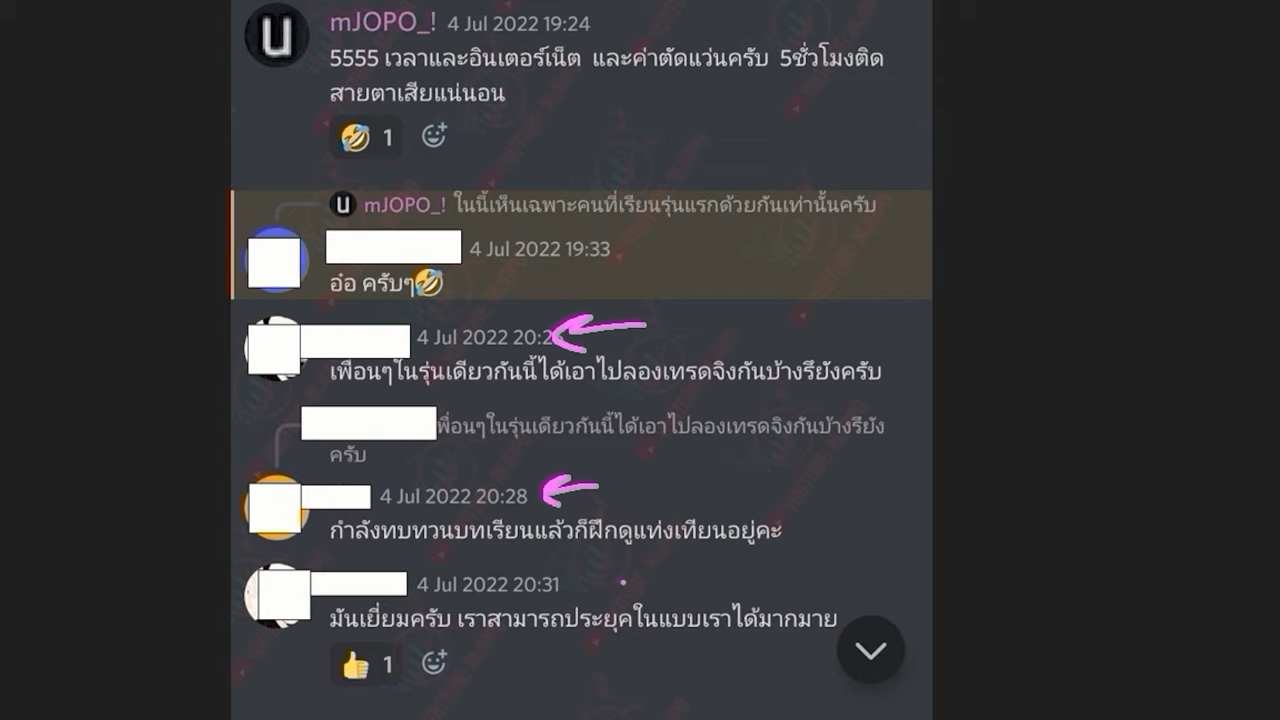 mJOPO_! 4 Jul 2022 19:24
5555 เวลาและอินเตอร์เน็ต และค่าตัดแว่นครับ 5ชั่วโมงติด
สายตาเสียแน่นอน
🤣 1
U mJOPO_! ในนี้เห็นเฉพาะคนที่เรียนรุ่นแรกด้วยกันเท่านั้นครับ
4 Jul 2022 19:33
อ๋อ ครับๆ🤣
4 Jul 2022
เพื่อนๆในรุ่นเดียวกันนี้ได้เอาไปลองเทรดจิงกันบ้างรึยังครับ
พื่อนๆในรุ่นเดียวกันนี้ได้เอาไปลองเทรดจิงกันบ้างรึยัง
ครับ
4 Jul 2022 20:28
กำลังทบทวนบทเรียนแล้วก็ฝึกดูแท่งเทียนอยู่คะ
4 Jul 2022 20:31
มันเยี่ยมครับ เราสามารถประยุคในแบบเราได้มากมาย
👍 1